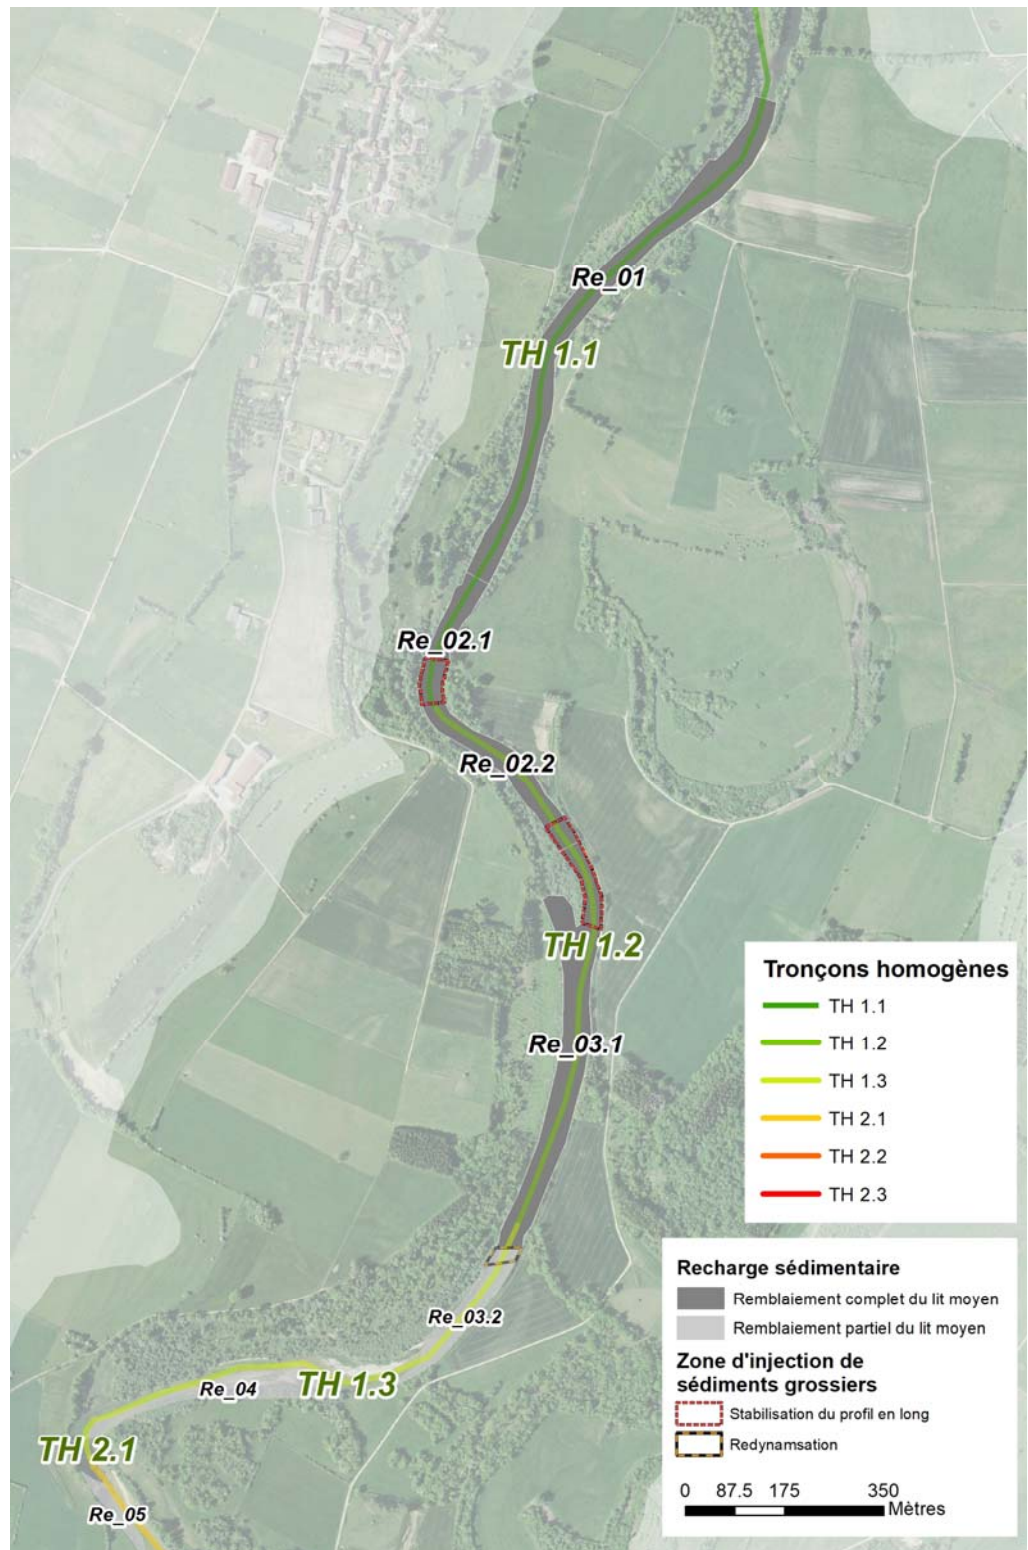 Re_01
TH 1.1
Re_02.1
Re_02.2
TH 1.2
Re_03.1
Re_03.2
Re_04
TH 1.3
TH 2.1
Re_05
Tronçons homogènes
TH 1.1
TH 1.2
TH 1.3
TH 2.1
TH 2.2
TH 2.3
Recharge sédimentaire
Remblaiement complet du lit moyen
Remblaiement partiel du lit moyen
Zone d'injection de
sédiments grossiers
Stabilisation du profil en long
Redynamsation
0 87.5 175 350
Mètres